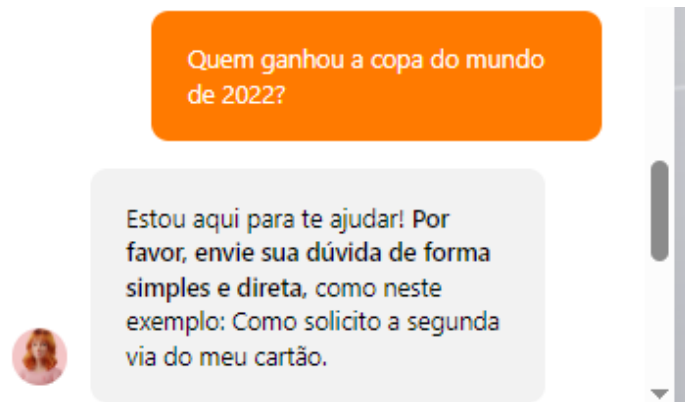 Quem ganhou a copa do mundo
de 2022?
Estou aqui para te ajudar! Por
favor, envie sua dúvida de forma
simples e direta, como neste
exemplo: Como solicito a segunda
via do meu cartão.